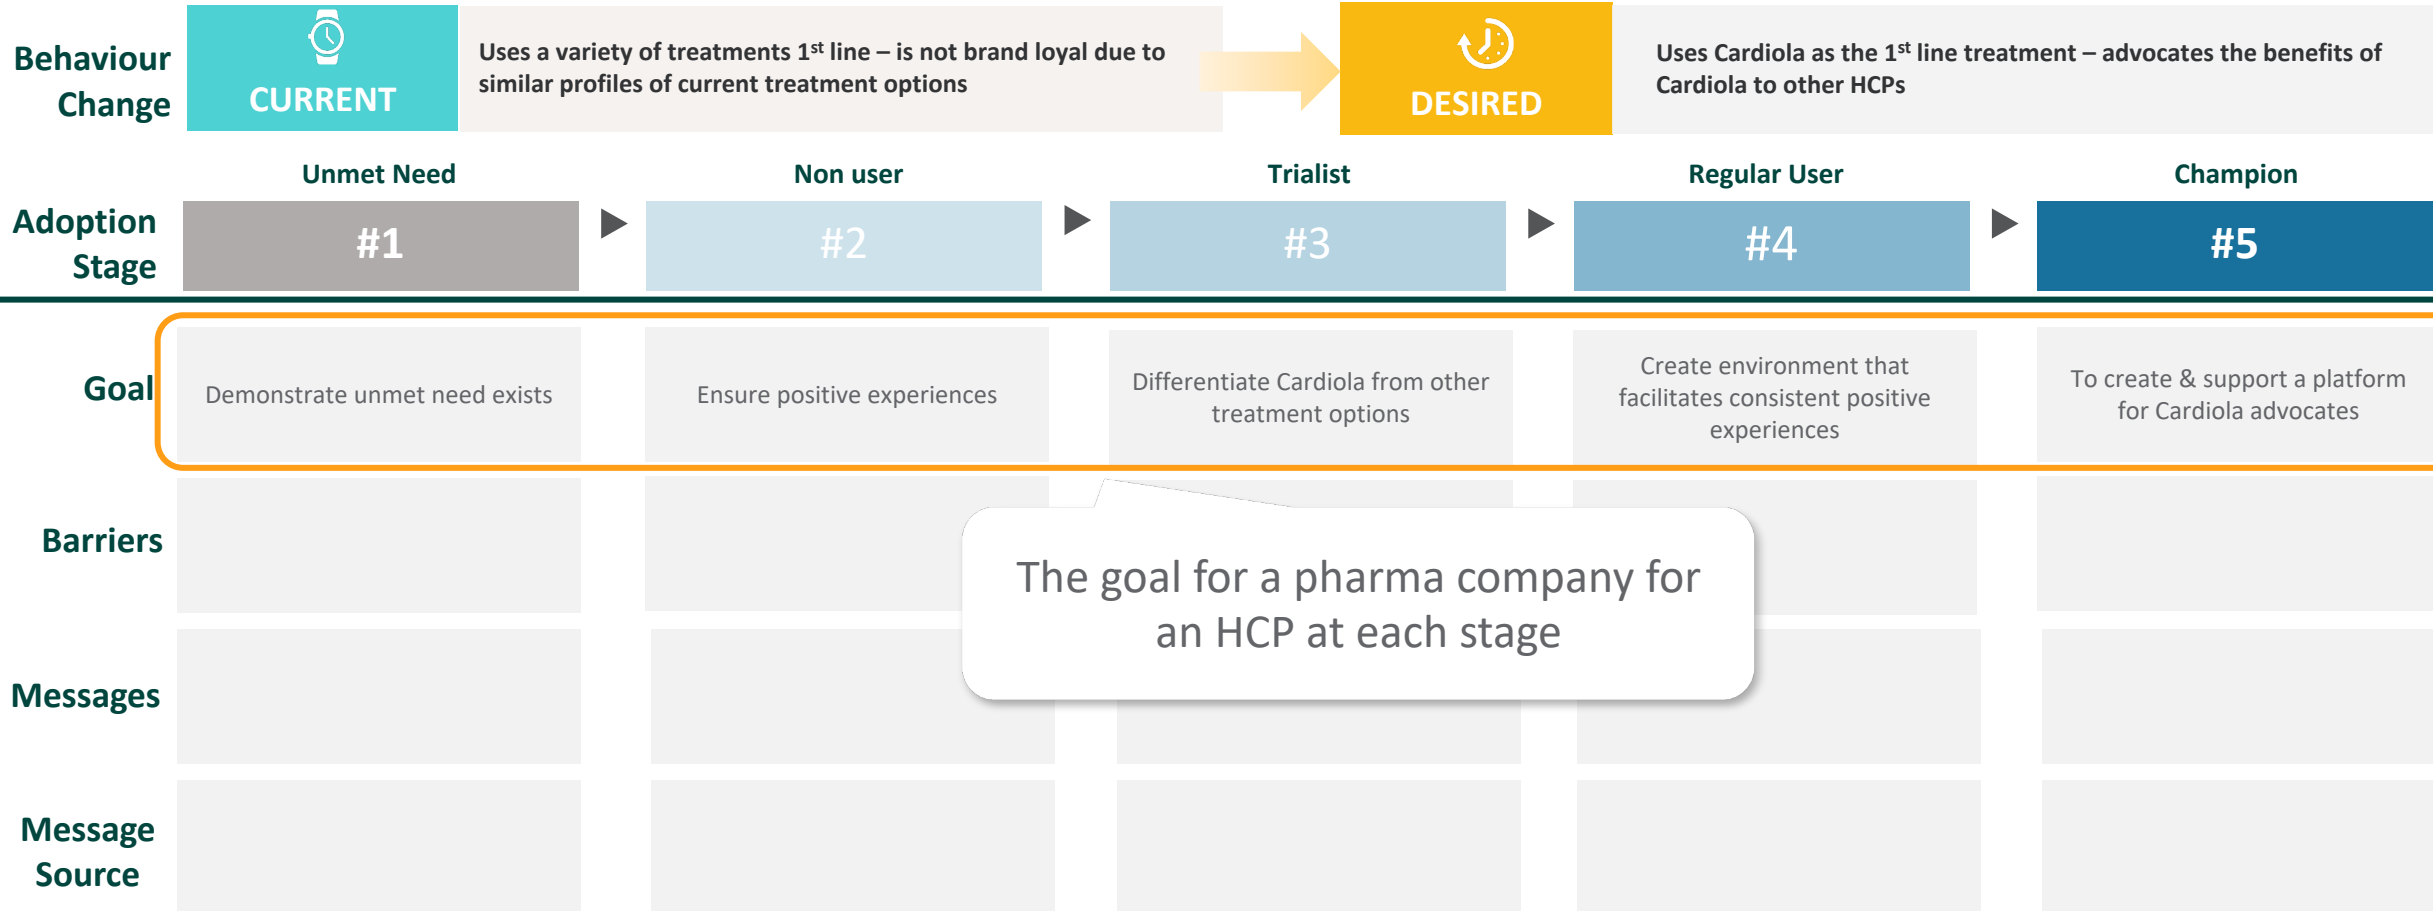 Behaviour
Change
CURRENT
Uses a variety of treatments 1st line – is not brand loyal due to
similar profiles of current treatment options
DESIRED
Uses Cardiola as the 1st line treatment – advocates the benefits of
Cardiola to other HCPs
Adoption
Stage
Unmet Need
#1
Non user
#2
Trialist
#3
Regular User
#4
Champion
#5
Goal
Demonstrate unmet need exists
Ensure positive experiences
Differentiate Cardiola from other
treatment options
Create environment that
facilitates consistent positive
experiences
To create & support a platform
for Cardiola advocates
Barriers
The goal for a pharma company for
an HCP at each stage
Messages
Message
Source